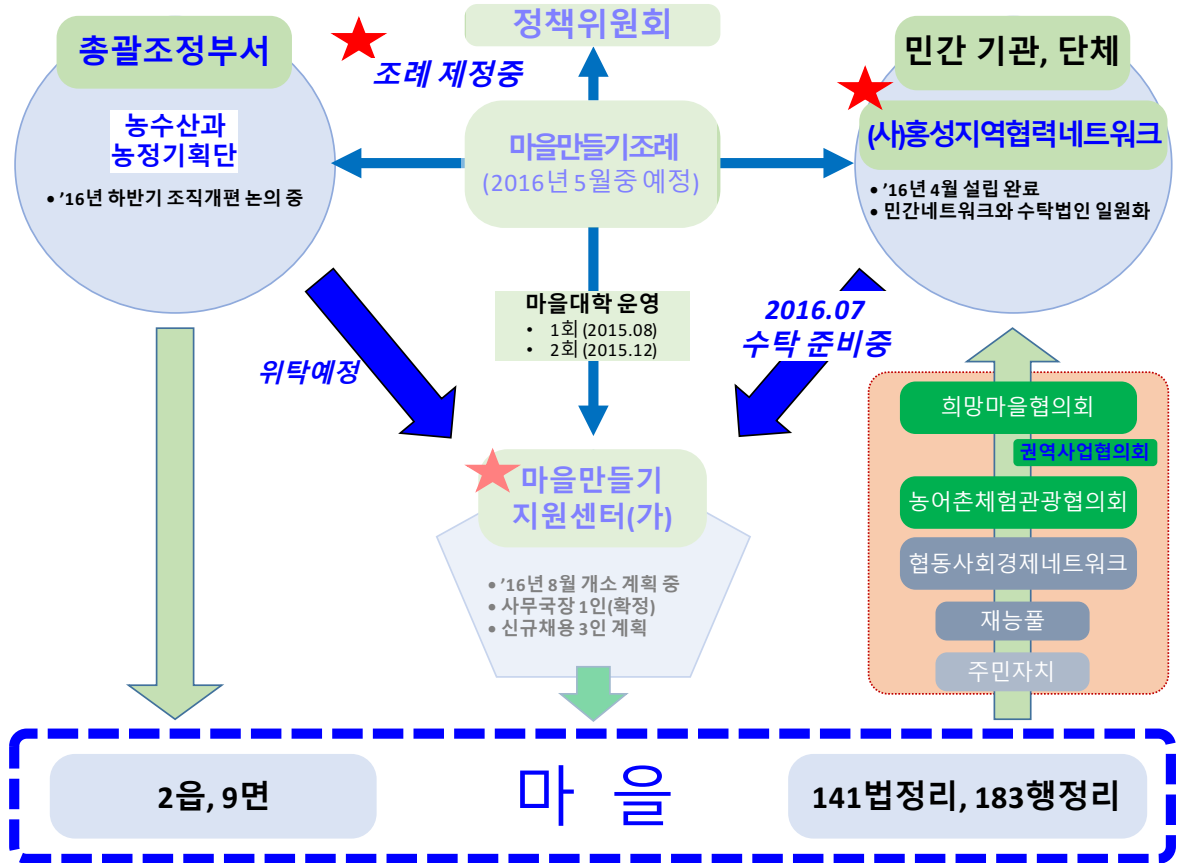 정책위원회
총괄조정부서
조례 제정중
민간 기관, 단체
농수산과
농정기획단
• '16년 하반기 조직개편 논의 중
마을만들기조례
(2016년 5월중 예정)
(사)홍성지역협력네트워크
• '16년 4월 설립 완료
• 민간네트워크와 수탁법인 일원화
마을대학 운영
• 1회(2015.08)
• 2회(2015.12)
위탁예정
2016.07
수탁 준비중
마을만들기
지원센터(가)
• '16년 8월 개소 계획 중
• 사무국장 1인(확정)
• 신규채용 3인 계획
희망마을협의회
권역사업협의회
농어촌체험관광협의회
협동사회경제네트워크
재능풀
주민자치
2읍, 9면
마 을
141법정리, 183행정리